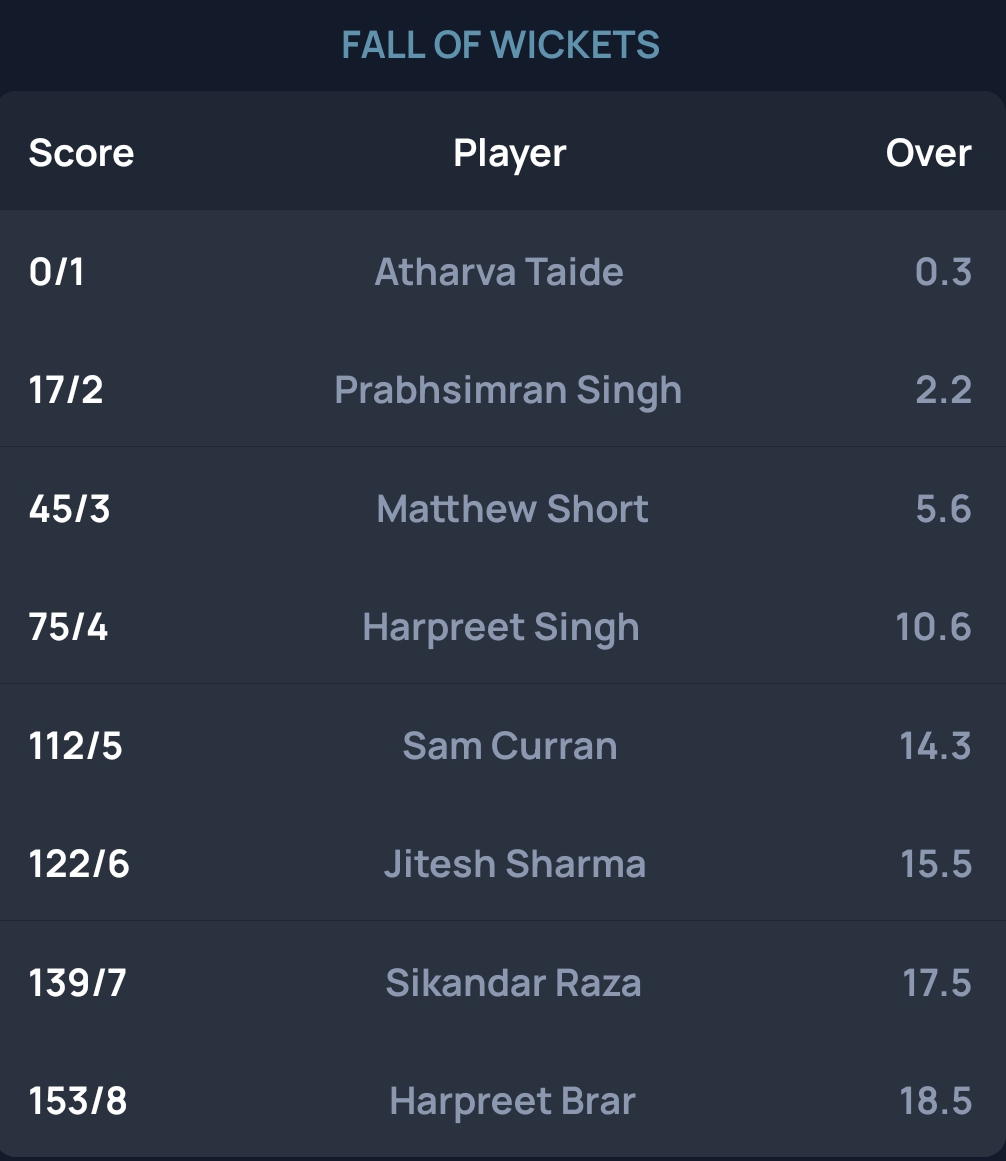 FALL OF WICKETS
Score Player Over
0/1 Atharva Taide 0.3
17/2 Prabhsimran Singh 2.2
45/3 Matthew Short 5.6
75/4 Harpreet Singh 10.6
112/5 Sam Curran 14.3
122/6 Jitesh Sharma 15.5
139/7 Sikandar Raza 17.5
153/8 Harpreet Brar 18.5